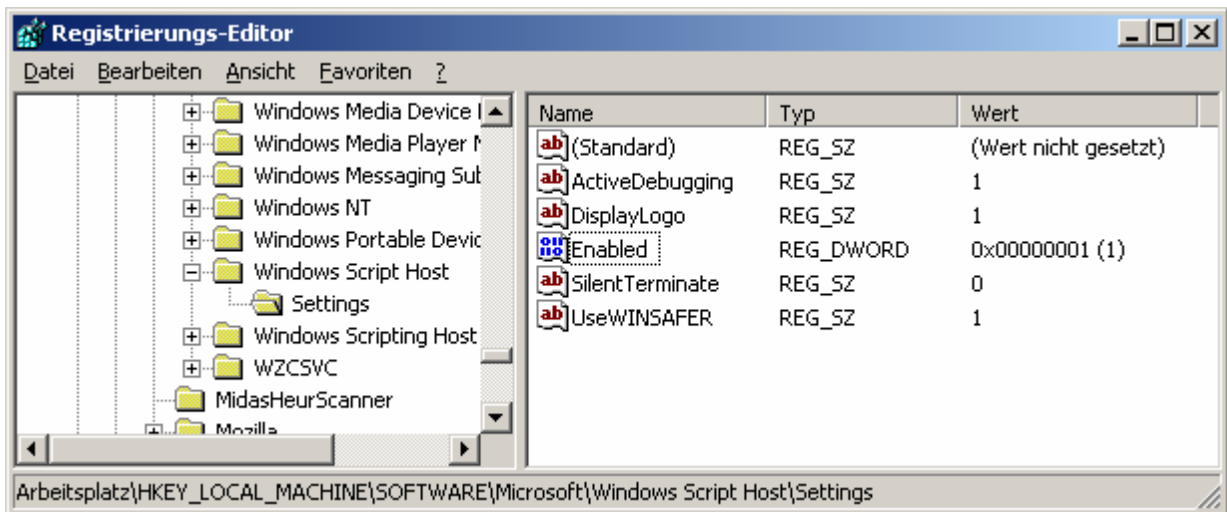 Registrierungs-Editor
Datei Bearbeiten Ansicht Favoriten ?
Windows Media Device
Windows Media Player
Windows Messaging Sub
Windows NT
Windows Portable Devic
Windows Script Host
Settings
Windows Scripting Host
WZCSVC
MidasHeurScanner
Mozilla
Name Typ Wert
(Standard) REG_SZ (Wert nicht gesetzt)
ActiveDebugging REG_SZ 1
DisplayLogo REG_SZ 1
Enabled REG_DWORD 0x00000001 (1)
SilentTerminate REG_SZ 0
UseWINSAFER REG_SZ 1
Arbeitsplatz\HKEY_LOCAL_MACHINE\SOFTWARE\Microsoft\Windows Script Host\Settings